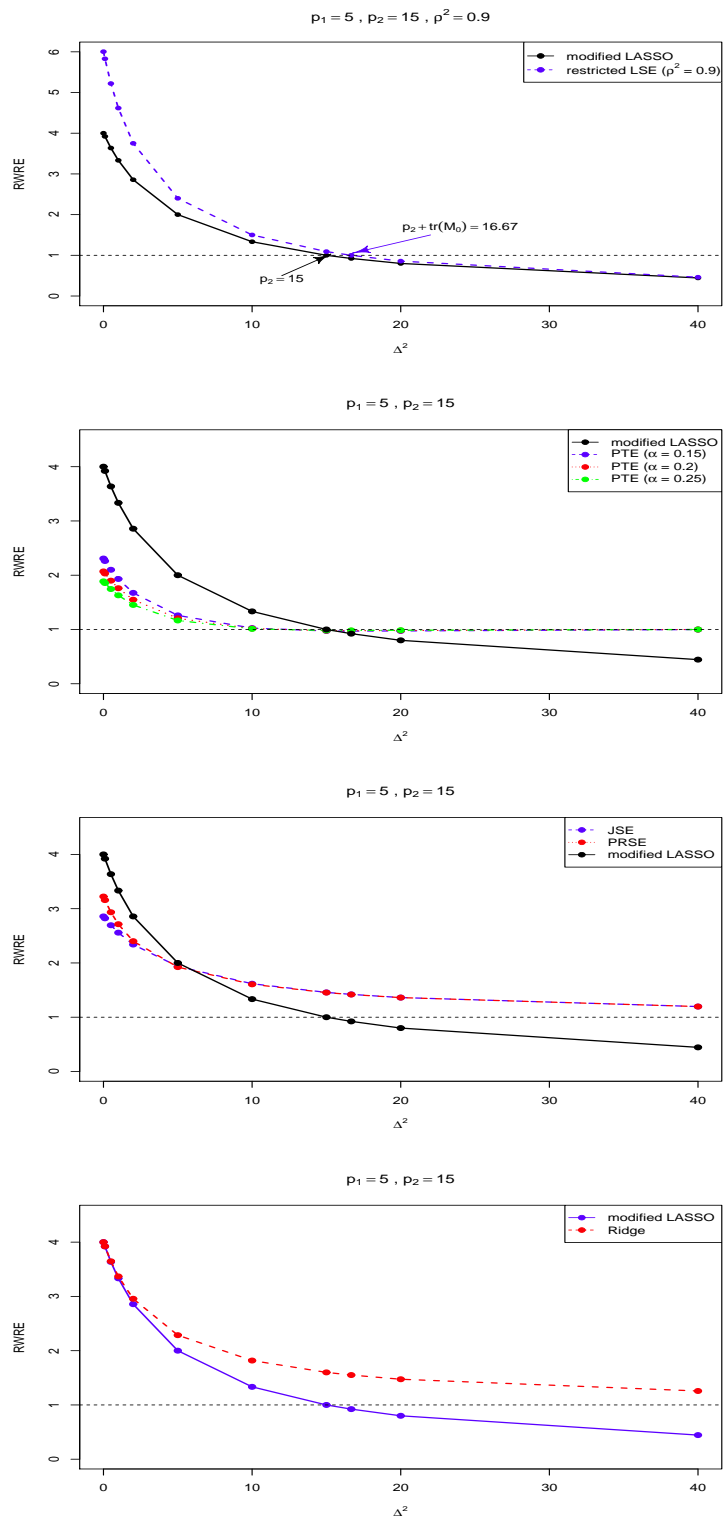 p₁ = 5 , p₂ = 15 , ρ² = 0.9
modified LASSO
restricted LSE (ρ² = 0.9)
p₂ + tr(M₀) = 16.67
p₂ = 15
RWRE
0 1 2 3 4 5 6
0 10 20 30 40
Δ²
p₁ = 5 , p₂ = 15
modified LASSO
PTE (α = 0.15)
PTE (α = 0.2)
PTE (α = 0.25)
RWRE
0 1 2 3 4
0 10 20 30 40
Δ²
p₁ = 5 , p₂ = 15
JSE
PRSE
modified LASSO
RWRE
0 1 2 3 4
0 10 20 30 40
Δ²
p₁ = 5 , p₂ = 15
modified LASSO
Ridge
RWRE
0 1 2 3 4
0 10 20 30 40
Δ²